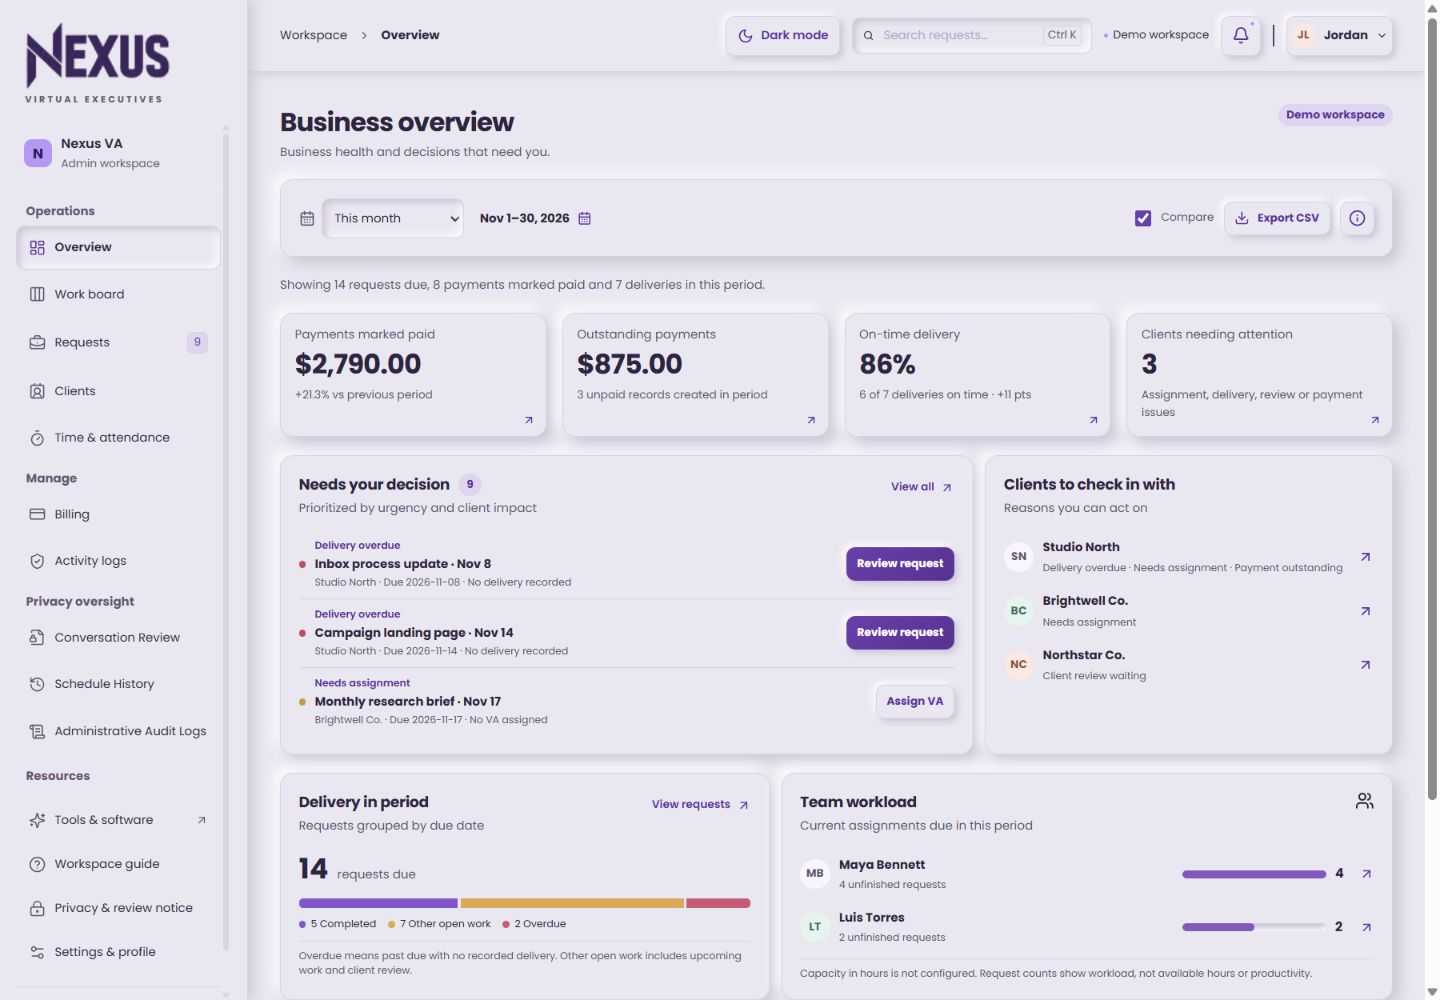 NEXUS
VIRTUAL EXECUTIVES
N
Nexus VA
Admin workspace
Operations
Overview
Work board
Requests 9
Clients
Time & attendance
Manage
Billing
Activity logs
Privacy oversight
Conversation Review
Schedule History
Administrative Audit Logs
Resources
Tools & software
Workspace guide
Privacy & review notice
Settings & profile
Workspace > Overview
Dark mode
Search requests... Ctrl K
Demo workspace
JL Jordan
Business overview
Demo workspace
Business health and decisions that need you.
This month
Nov 1–30, 2026
Compare
Export CSV
Showing 14 requests due, 8 payments marked paid and 7 deliveries in this period.
Payments marked paid
$2,790.00
+21.3% vs previous period
Outstanding payments
$875.00
3 unpaid records created in period
On-time delivery
86%
6 of 7 deliveries on time · +11 pts
Clients needing attention
3
Assignment, delivery, review or payment
issues
Needs your decision 9
View all
Prioritized by urgency and client impact
Delivery overdue
Inbox process update · Nov 8
Studio North · Due 2026-11-08 · No delivery recorded
Review request
Delivery overdue
Campaign landing page · Nov 14
Studio North · Due 2026-11-14 · No delivery recorded
Review request
Needs assignment
Monthly research brief · Nov 17
Brightwell Co. · Due 2026-11-17 · No VA assigned
Assign VA
Clients to check in with
Reasons you can act on
SN
Studio North
Delivery overdue · Needs assignment · Payment outstanding
BC
Brightwell Co.
Needs assignment
NC
Northstar Co.
Client review waiting
Delivery in period
View requests
Requests grouped by due date
14 requests due
5 Completed 7 Other open work 2 Overdue
Overdue means past due with no recorded delivery. Other open work includes upcoming
work and client review.
Team workload
Current assignments due in this period
MB
Maya Bennett
4 unfinished requests
4
LT
Luis Torres
2 unfinished requests
2
Capacity in hours is not configured. Request counts show workload, not available hours or productivity.